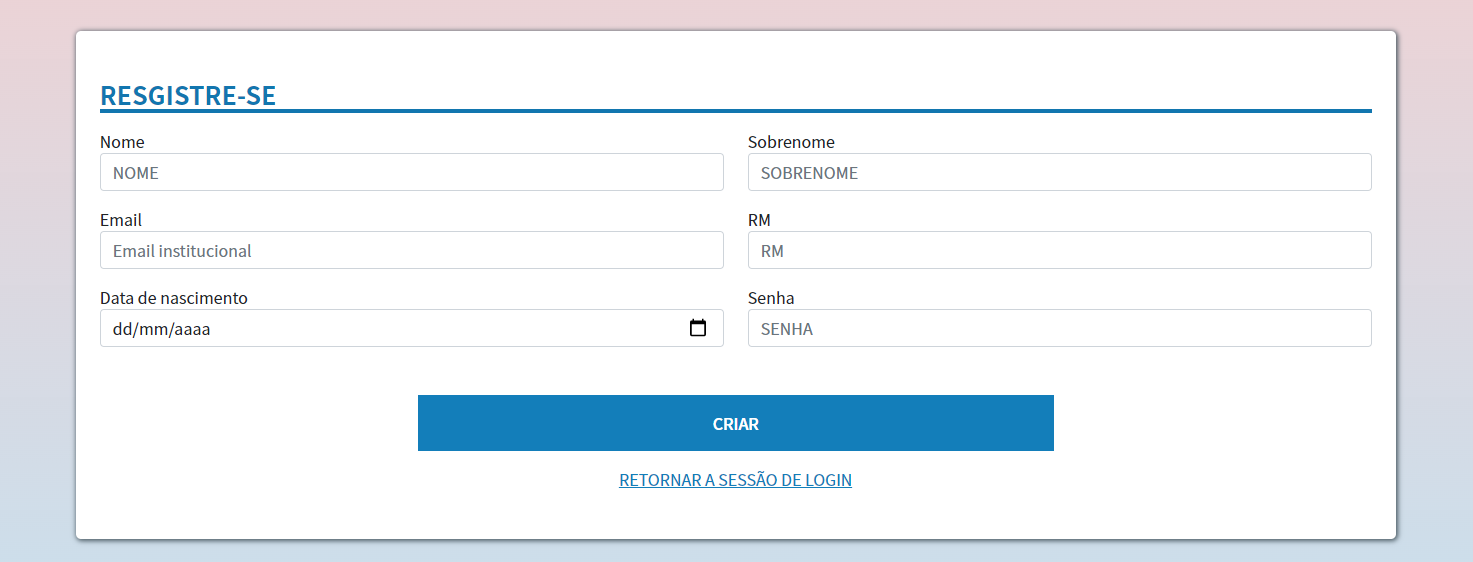 RESGISTRE-SE
Nome
Sobrenome
NOME
SOBRENOME
Email
RM
Email institucional
RM
Data de nascimento
Senha
dd/mm/aaaa
SENHA
CRIAR
RETORNAR A SESSÃO DE LOGIN